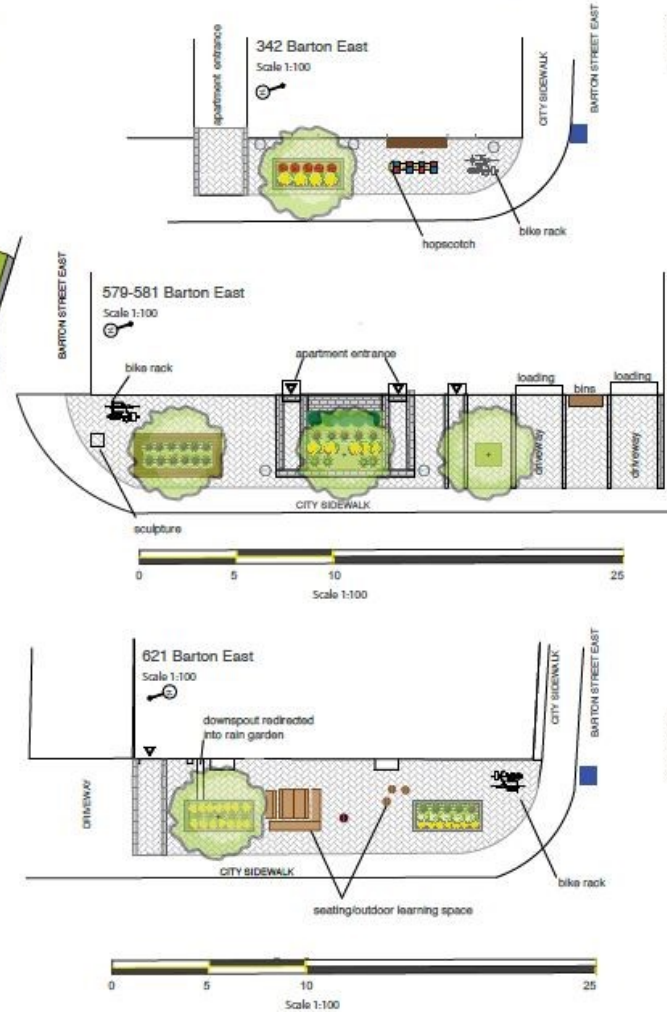 342 Barton East
Scale 1:100
N
apartment entrance
CITY SIDEWALK
BARTON STREET EAST
hopscotch
bike rack
BARTON STREET EAST
579-581 Barton East
Scale 1:100
N
bike rack
apartment entrance
loading
bins
loading
driveway
driveway
CITY SIDEWALK
sculpture
0 5 10 25
Scale 1:100
621 Barton East
Scale 1:100
N
downspout redirected
into rain garden
DRIVEWAY
CITY SIDEWALK
BARTON STREET EAST
CITY SIDEWALK
bike rack
seating/outdoor learning space
0 5 10 25
Scale 1:100